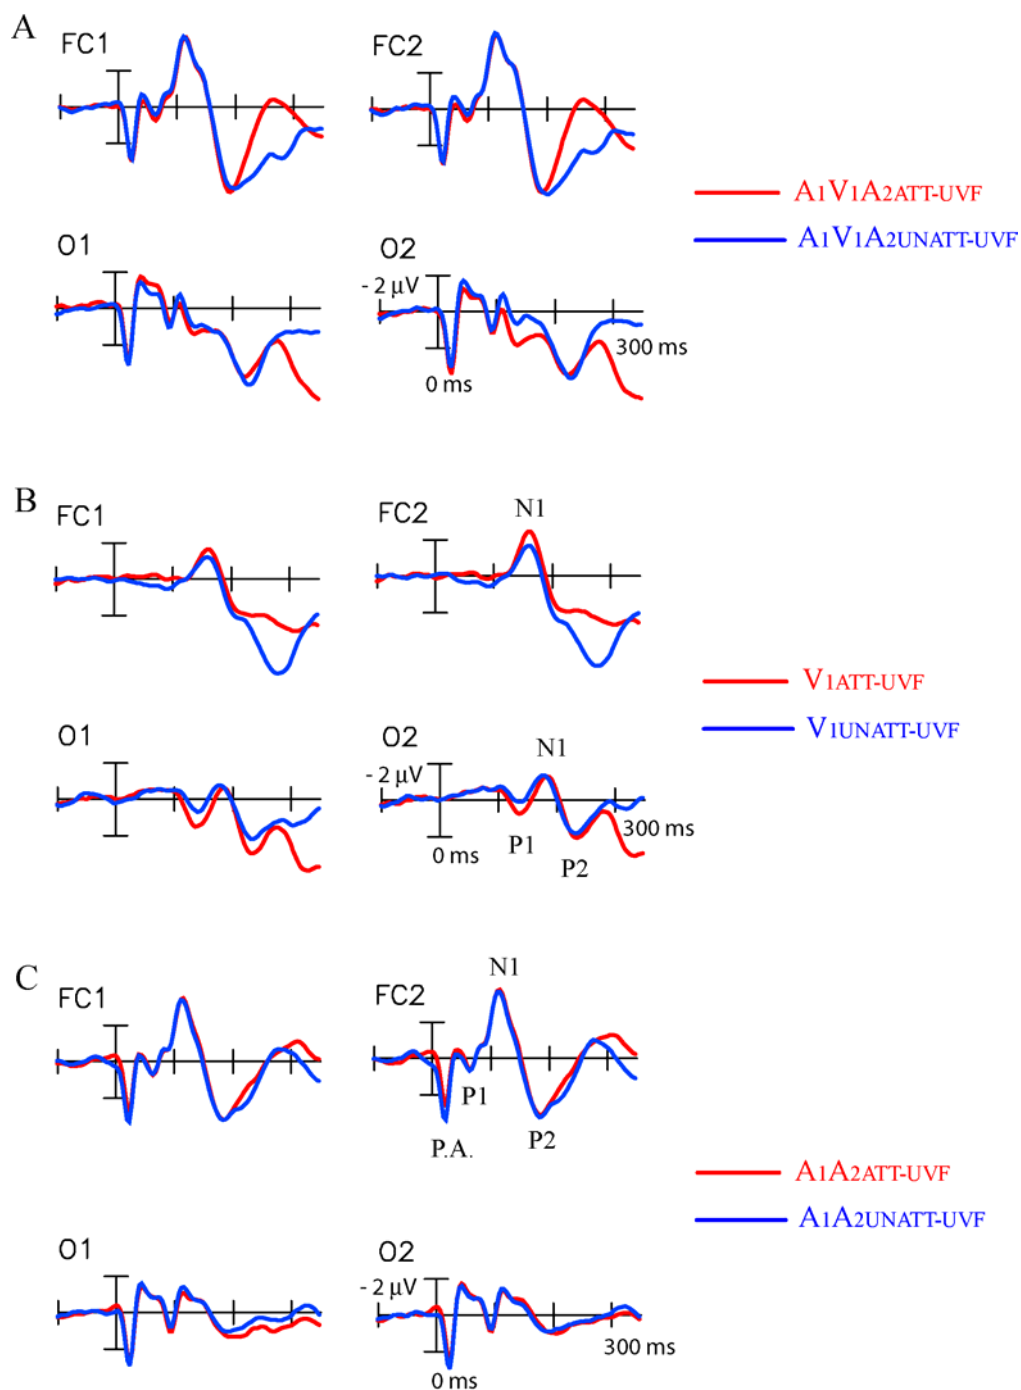 A
FC1
FC2
A1V1A2ATT-UVF
A1V1A2UNATT-UVF
O1
O2
- 2 µV
300 ms
0 ms
B
FC1
FC2
N1
V1ATT-UVF
V1UNATT-UVF
O1
O2
N1
- 2 µV
300 ms
0 ms
P1
P2
C
FC1
FC2
N1
P1
P.A.
P2
A1A2ATT-UVF
A1A2UNATT-UVF
O1
O2
- 2 µV
300 ms
0 ms